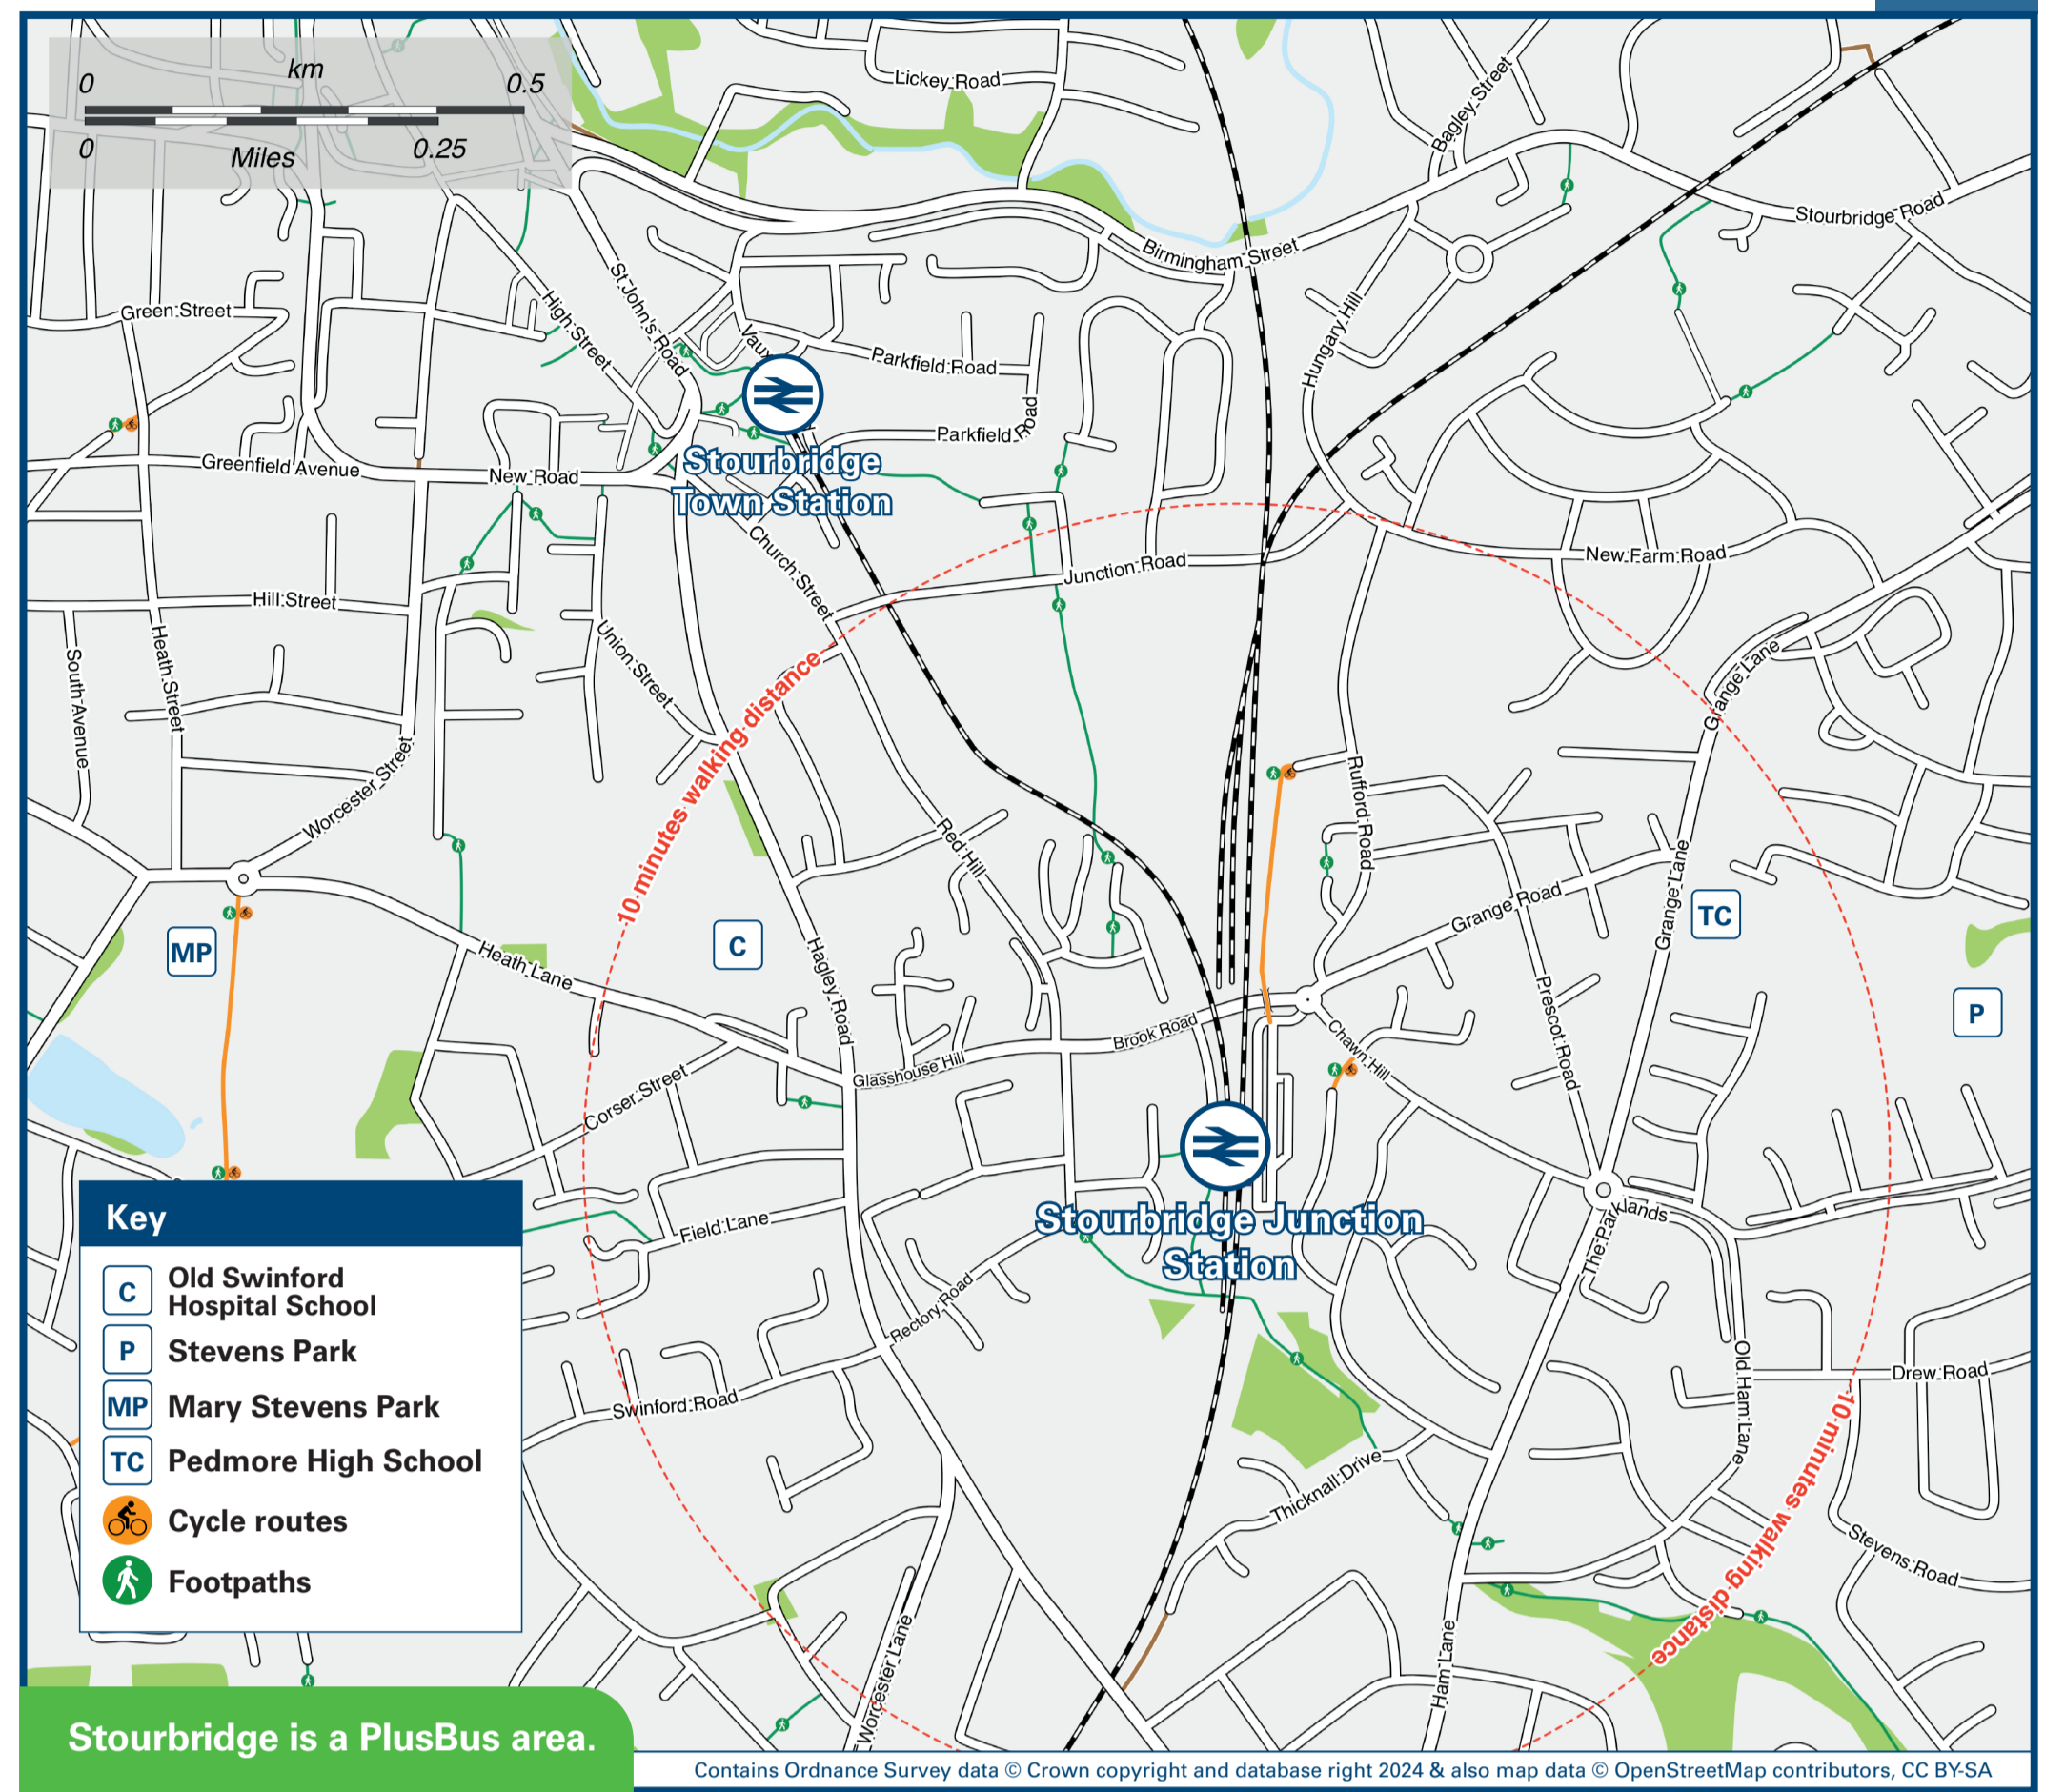 km
0
0.5
0
Miles
0.25
Lickey Road
Bagley Street
Stourbridge Road
Birmingham Street
Green Street
High Street
St John's Road
Vaux
Parkfield Road
Hungary Hill
Parkfield Road
Greenfield Avenue
New Road
Stourbridge
Town Station
Church Street
Junction Road
New Farm Road
Hill Street
Heath Street
South Avenue
Union Street
Worcester Street
10 minutes walking distance
Grange Lane
Rufford Road
Red Hill
Grange Road
Grange Lane
TC
MP
C
Heath Lane
Hagley Road
Prescot Road
P
Brook Road
Chawn Hill
Glasshouse Hill
Corser Street
Stourbridge Junction
Station
Field Lane
The Parklands
Rectory Road
Swinford Road
Old Ham Lane
Drew Road
10 minutes walking distance
Thicknall Drive
Stevens Road
Worcester Lane
Ham Lane
Key
C
Old Swinford
Hospital School
P
Stevens Park
MP
Mary Stevens Park
TC
Pedmore High School
Cycle routes
Footpaths
Stourbridge is a PlusBus area.
Contains Ordnance Survey data © Crown copyright and database right 2024 & also map data © OpenStreetMap contributors, CC BY-SA